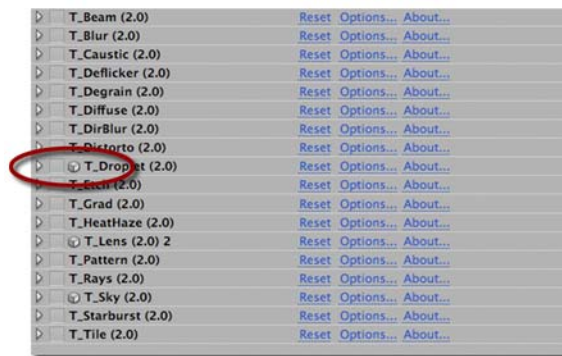 T_Beam (2.0) Reset Options... About...
T_Blur (2.0) Reset Options... About...
T_Caustic (2.0) Reset Options... About...
T_Deflicker (2.0) Reset Options... About...
T_Degrain (2.0) Reset Options... About...
T_Diffuse (2.0) Reset Options... About...
T_DirBlur (2.0) Reset Options... About...
T_Distorto (2.0) Reset Options... About...
T_Droplet (2.0) Reset Options... About...
T_Etch (2.0) Reset Options... About...
T_Grad (2.0) Reset Options... About...
T_HeatHaze (2.0) Reset Options... About...
T_Lens (2.0) 2 Reset Options... About...
T_Pattern (2.0) Reset Options... About...
T_Rays (2.0) Reset Options... About...
T_Sky (2.0) Reset Options... About...
T_Starburst (2.0) Reset Options... About...
T_Tile (2.0) Reset Options... About...